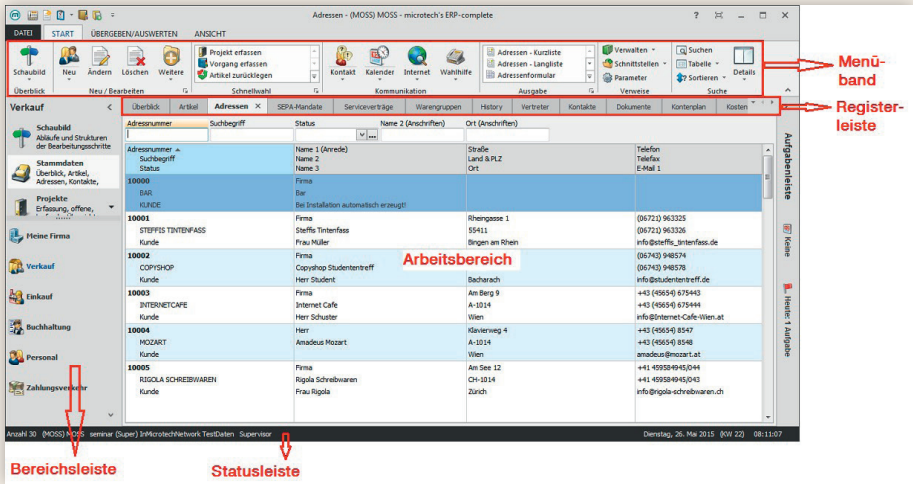 Adressen - (MOSS) MOSS - microtech's ERP-complete
DATEI START ÜBERGEBEN/AUSWERTEN ANSICHT
Schaubild
Überblick
Neu Ändern Löschen Weitere
Neu / Bearbeiten
Projekt erfassen
Vorgang erfassen
Artikel zurücklegen
Schnellwahl
Kontakt Kalender Internet Wahlhilfe
Kommunikation
Adressen - Kurzliste
Adressen - Langliste
Adressenformular
Ausgabe
Verwalten
Schnittstellen
Parameter
Verweise
Suchen
Tabelle
Sortieren
Details
Suche
Menü-
band
Register-
leiste
Verkauf
Überblick Artikel Adressen SEPA-Mandate Serviceverträge Warengruppen History Vertreter Kontakte Dokumente Kontenplan Kosten
Schaubild
Abläufe und Strukturen
der Bearbeitungsschritte
Stammdaten
Überblick, Artikel,
Adressen, Kontakte,
Projekte
Erfassung, offene,
Meine Firma
Verkauf
Einkauf
Buchhaltung
Personal
Zahlungsverkehr
Adressnummer Suchbegriff Status Name 2 (Anschriften) Ort (Anschriften)
Adressnummer Name 1 (Anrede) Straße Telefon
Suchbegriff Name 2 Land & PLZ Telefax
Status Name 3 Ort E-Mail 1
10000 Firma
BAR Bar
KUNDE Bei Installation automatisch erzeugt!
10001 Firma Rheingasse 1 (06721) 963325
STEFFIS TINTENFASS Steffis Tintenfass 55411 (06721) 963326
Kunde Frau Müller Bingen am Rhein info@steffis_tintenfass.de
10002 Firma (06743) 948574
COPYSHOP Copyshop Studententreff (06743) 948578
Kunde Herr Student Bacharach info@studententreff.de
Arbeitsbereich
10003 Firma Am Berg 9 +43 (45654) 675443
INTERNETCAFE Internet Cafe A-1014 +43 (45654) 675444
Kunde Herr Schuster Wien info@Internet-Cafe-Wien.at
10004 Herr Klavierweg 4 +43 (45654) 8547
MOZART Amadeus Mozart A-1014 +43 (45654) 8548
Kunde Wien amadeus@mozart.at
10005 Firma Am See 12 +41 459584945/044
RIGOLA SCHREIBWAREN Rigola Schreibwaren CH-1014 +41 459584945/043
Kunde Frau Rigola Zürich info@rigola-schreibwaren.ch
Aufgabenleiste
Keine
Heute: 1 Aufgabe
Anzahl 30 (MOSS) MOSS seminar (Super) InMicrotechNetwork TestDaten Supervisor Dienstag, 26. Mai 2015 (KW 22) 08:11:07
Bereichsleiste
Statusleiste